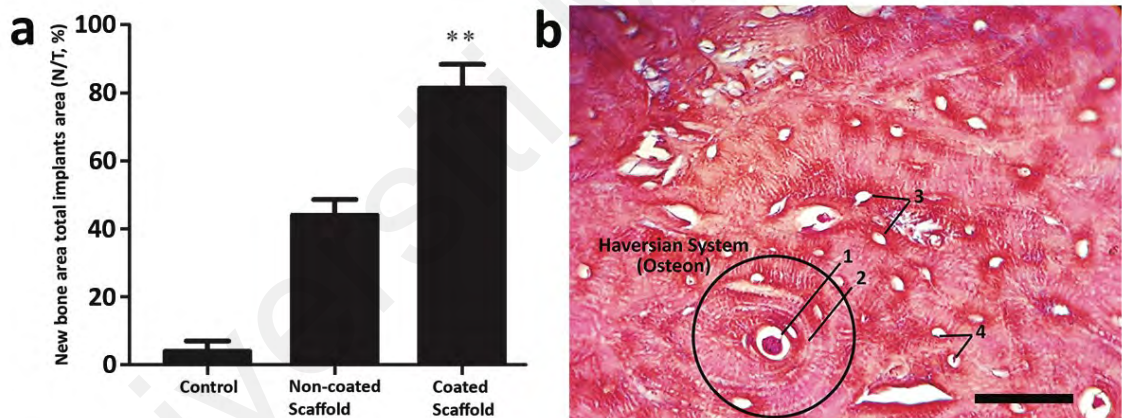 a
New bone area total implants area (N/T, %)
100
80
60
40
20
0
**
Control
Non-coated
Scaffold
Coated
Scaffold
b
Haversian System
(Osteon)
1
2
3
4
iversiti